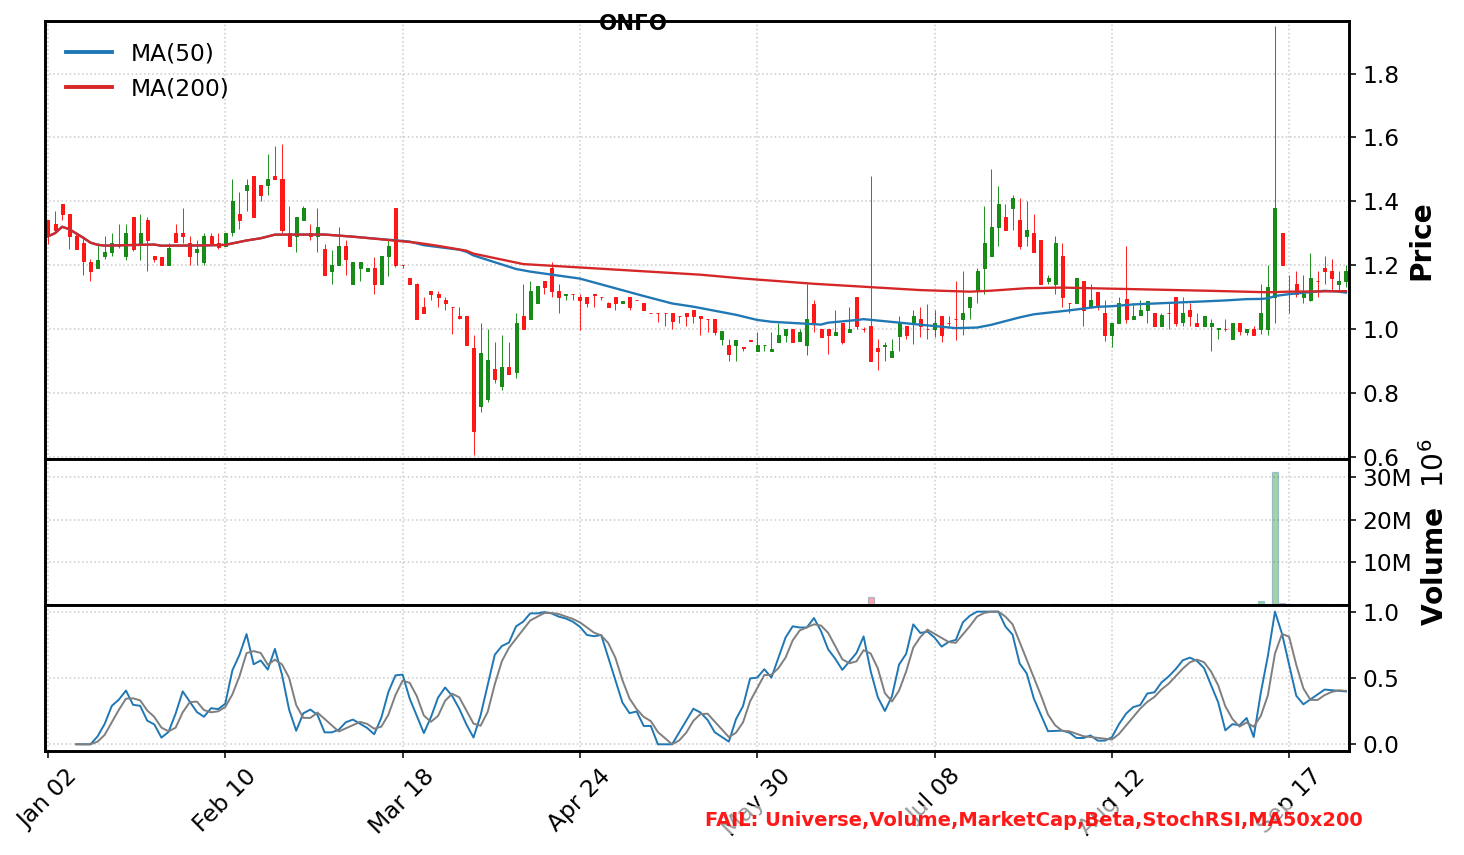 ONFO
MA(50)
MA(200)
1.8
1.6
1.4
1.2
1.0
0.8
0.6
Price
30M
20M
10M
Volume 10^6
1.0
0.5
0.0
Jan 02
Feb 10
Mar 18
Apr 24
May 30
Jul 08
Aug 12
Sep 17
FAIL: Universe,Volume,MarketCap,Beta,StochRSI,MA50x200